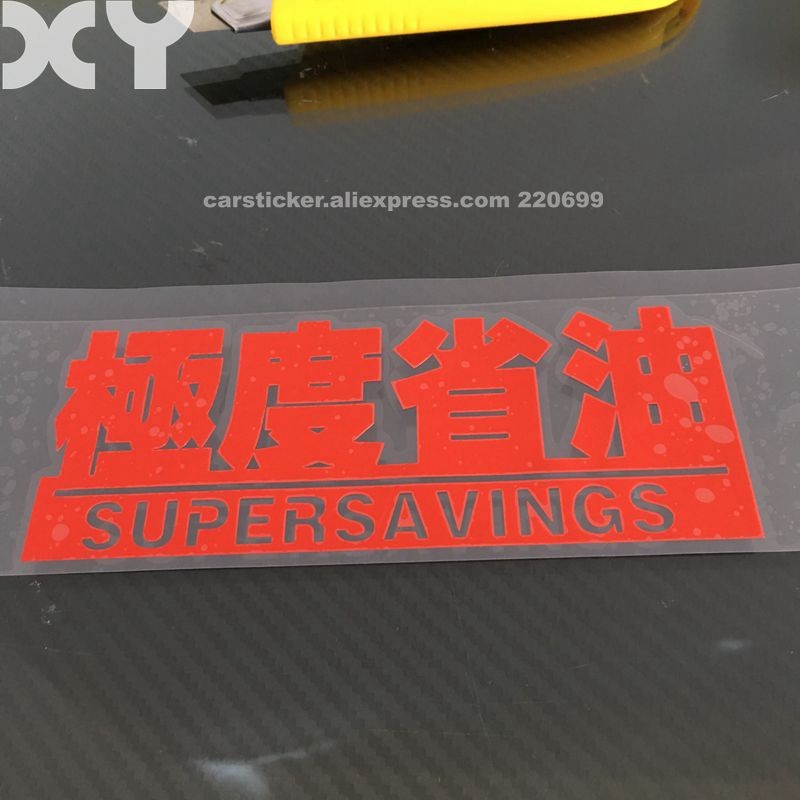 XY
carsticker.aliexpress.com 220699
極度省油
SUPERSAVINGS